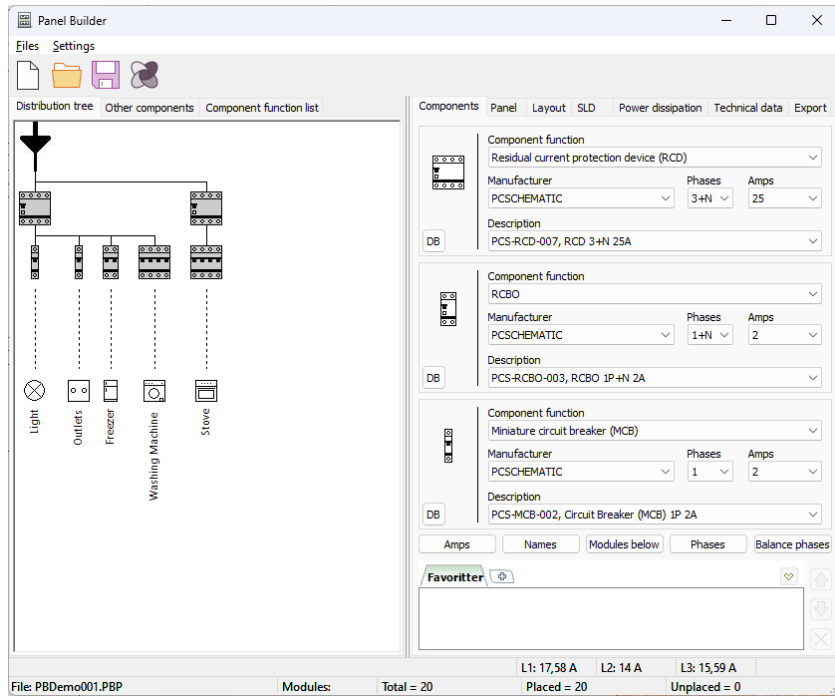 Panel Builder
Files Settings
Distribution tree Other components Component function list
Light
Outlets
Freezer
Washing Machine
Stove
Components Panel Layout SLD Power dissipation Technical data Export
Component function
Residual current protection device (RCD)
Manufacturer Phases Amps
PCSCHEMATIC 3+N 25
Description
DB PCS-RCD-007, RCD 3+N 25A
Component function
RCBO
Manufacturer Phases Amps
PCSCHEMATIC 1+N 2
Description
DB PCS-RCBO-003, RCBO 1P+N 2A
Component function
Miniature circuit breaker (MCB)
Manufacturer Phases Amps
PCSCHEMATIC 1 2
Description
DB PCS-MCB-002, Circuit Breaker (MCB) 1P 2A
Amps Names Modules below Phases Balance phases
Favoritter
L1: 17,58 A L2: 14 A L3: 15,59 A
File: PBDemo001.PBP Modules: Total = 20 Placed = 20 Unplaced = 0